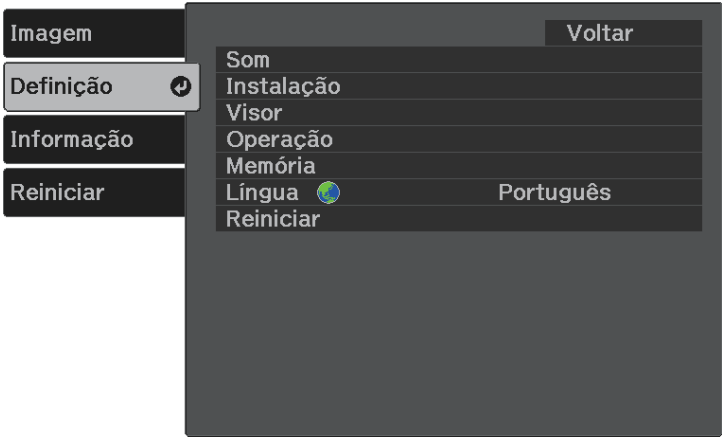 Imagem
Definição
Informação
Reiniciar
Voltar
Som
Instalação
Visor
Operação
Memória
Língua Português
Reiniciar